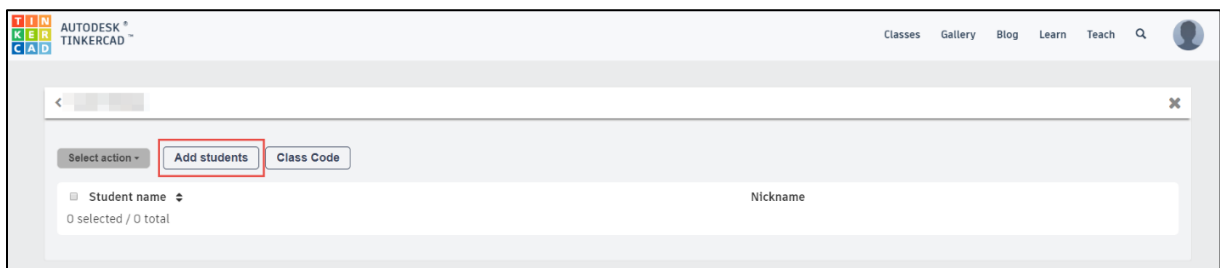 TIN
KER
CAD
AUTODESK®
TINKERCAD™
Classes Gallery Blog Learn Teach
Select action
Add students
Class Code
Student name
Nickname
0 selected / 0 total